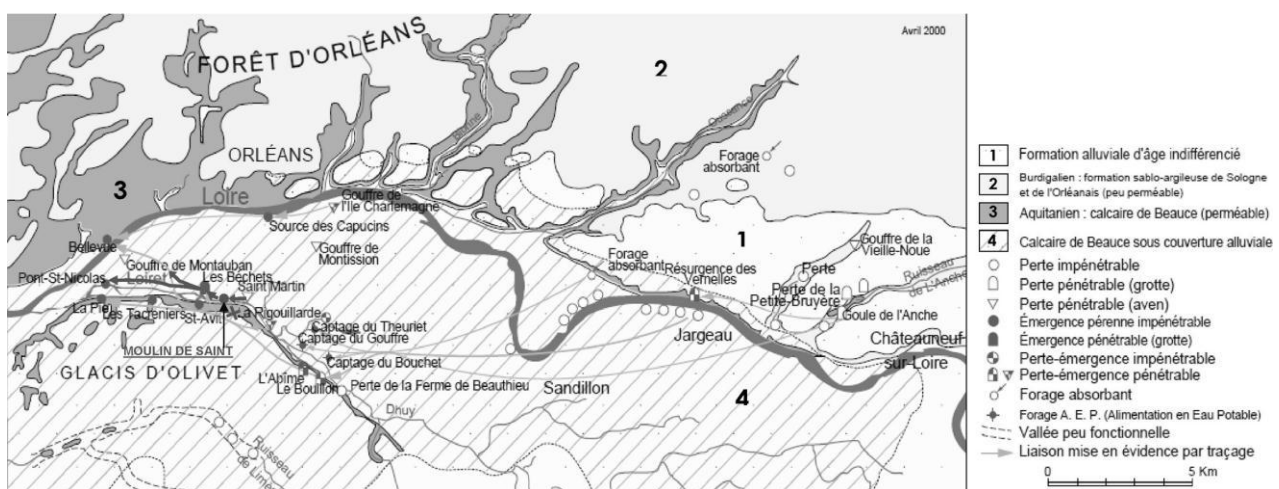 Avril 2000
FORÊT D'ORLÉANS
2
ORLÉANS
Bionne
Forage
absorbant
3
Loire
Gouffre de
l'Ile Charlemagne
Source des Capucins
Bellevue
Gouffre de
Montission
1
Gouffre de la
Vieille-Noue
Gouffre de Montauban
Pont-St-Nicolas
Loiret
Les Béchets
Saint Martin
Forage
absorbant
Résurgence des
Vernelles
Perte
Perte de la
Petite-Bruyère
Ruisseau
de L'Anche
Goule de l'Anche
La Pie
Les Tacreniers
St-Avit
La Rigouillarde
Captage du Theuriet
Captage du Gouffre
Jargeau
Châteauneuf
sur-Loire
MOULIN DE SAINT
GLACIS D'OLIVET
Captage du Bouchet
L'Abîme
Le Bouillon
Perte de la Ferme de Beauthieu
Sandillon
4
Dhuy
Ruisseau
1 Formation alluviale d'âge indifférencié
2 Burdigalien : formation sablo-argileuse de Sologne
et de l'Orléanais (peu perméable)
3 Aquitanien : calcaire de Beauce (perméable)
4 Calcaire de Beauce sous couverture alluviale
Perte impénétrable
Perte pénétrable (grotte)
Perte pénétrable (aven)
Émergence pérenne impénétrable
Émergence pénétrable (grotte)
Perte-émergence impénétrable
Perte-émergence pénétrable
Forage absorbant
Forage A. E. P. (Alimentation en Eau Potable)
Vallée peu fonctionnelle
Liaison mise en évidence par traçage
0 5 Km